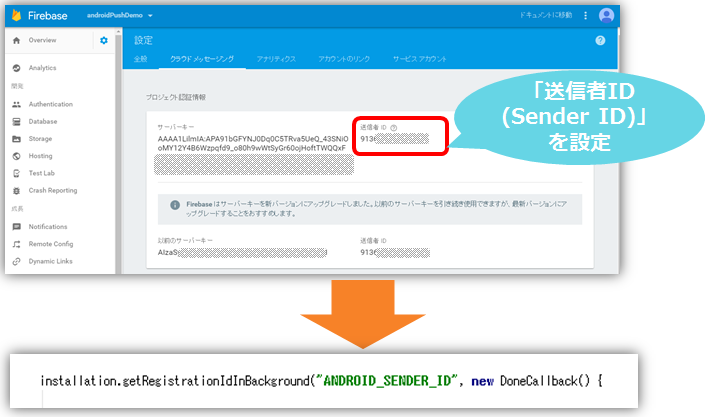 Firebase
androidPushDemo
ドキュメントに移動
Overview
設定
全般
クラウド メッセージング
アナリティクス
アカウントのリンク
サービス アカウント
Analytics
開発
Authentication
Database
Storage
Hosting
Test Lab
Crash Reporting
成長
Notifications
Remote Config
Dynamic Links
プロジェクト認証情報
サーバーキー
送信者 ID
9136
Firebase はサーバーキーを新バージョンにアップグレードしました。以前のサーバーキーを引き続き使用できますが、最新バージョンにア
ップグレードすることをおすすめします。
以前のサーバーキー
送信者 ID
AIzaS
9136
「送信者ID
(Sender ID)」
を設定
installation.getRegistrationIdInBackground("ANDROID_SENDER_ID", new DoneCallback() {